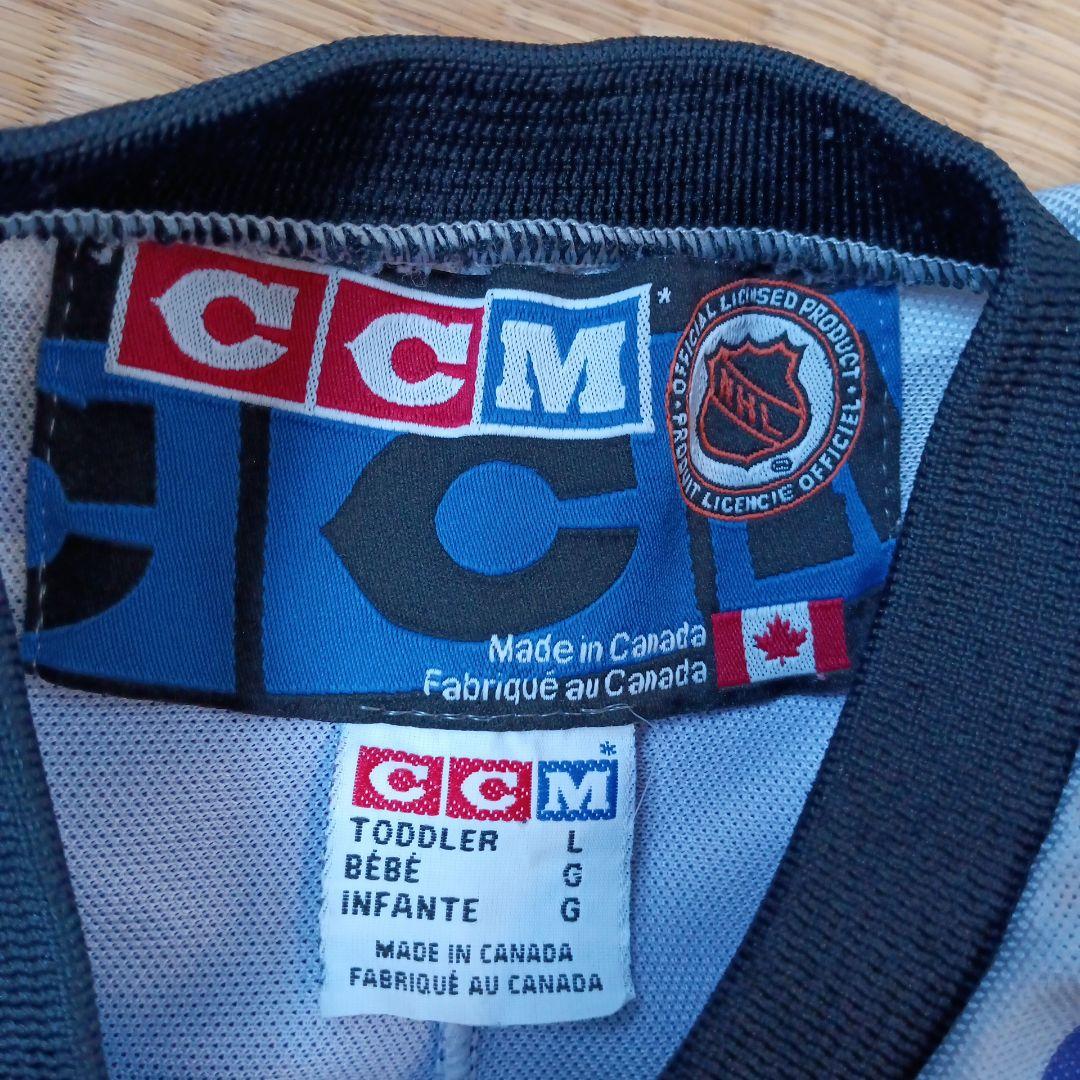 CCM*
· OFFICIAL LICENSED PRODUCT ·
NHL
®
PRODUIT LICENCIE OFFICIEL
C
Made in Canada
Fabriqué au Canada
CCM*
TODDLER L
BÉBÉ G
INFANTE G
MADE IN CANADA
FABRIQUÉ AU CANADA